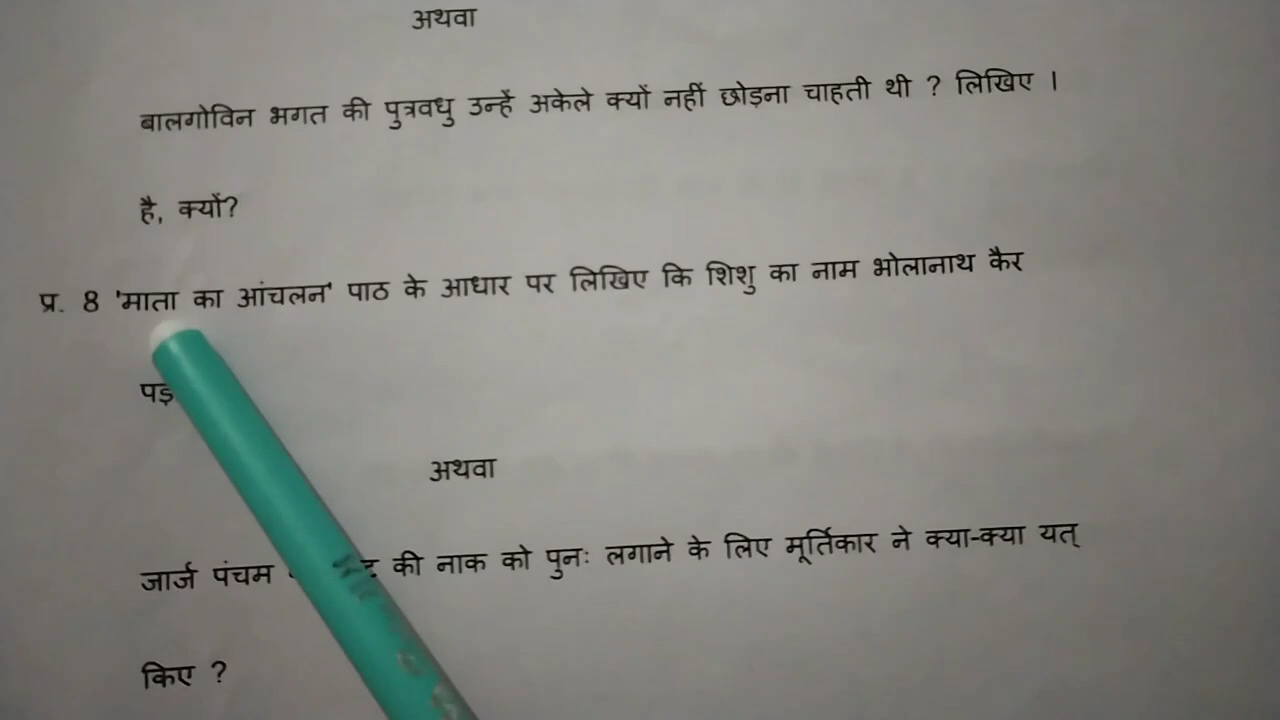 अथवा
बालगोविन भगत की पुत्रवधु उन्हें अकेले क्यों नहीं छोड़ना चाहती थी ? लिखिए ।
है, क्यों?
प्र. 8 'माता का आंचलन' पाठ के आधार पर लिखिए कि शिशु का नाम भोलानाथ कैर
अथवा
जार्ज पंचम की नाक को पुनः लगाने के लिए मूर्तिकार ने क्या-क्या यत्
किए ?